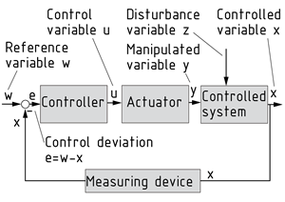 Control
variable u
Disturbance
variable z
Controlled
variable x
Reference
variable w
Manipulated
variable y
w
e
Controller
u
Actuator
y
Controlled
system
x
x
-
Control deviation
e=w-x
Measuring device
x